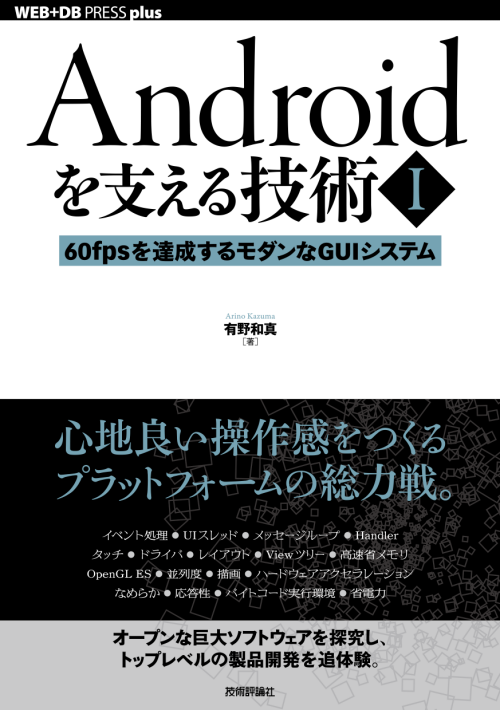 WEB+DB PRESS plus
Android
を支える技術 I
60fpsを達成するモダンなGUIシステム
Arino Kazuma
有野和真
[著]
心地良い操作感をつくる
プラットフォームの総力戦。
イベント処理 ● UIスレッド ● メッセージループ ● Handler
タッチ ● ドライバ ● レイアウト ● Viewツリー ● 高速省メモリ
OpenGL ES ● 並列度 ● 描画 ● ハードウェアアクセラレーション
なめらか ● 応答性 ● バイトコード実行環境 ● 省電力
オープンな巨大ソフトウェアを探究し、
トップレベルの製品開発を追体験。
技術評論社